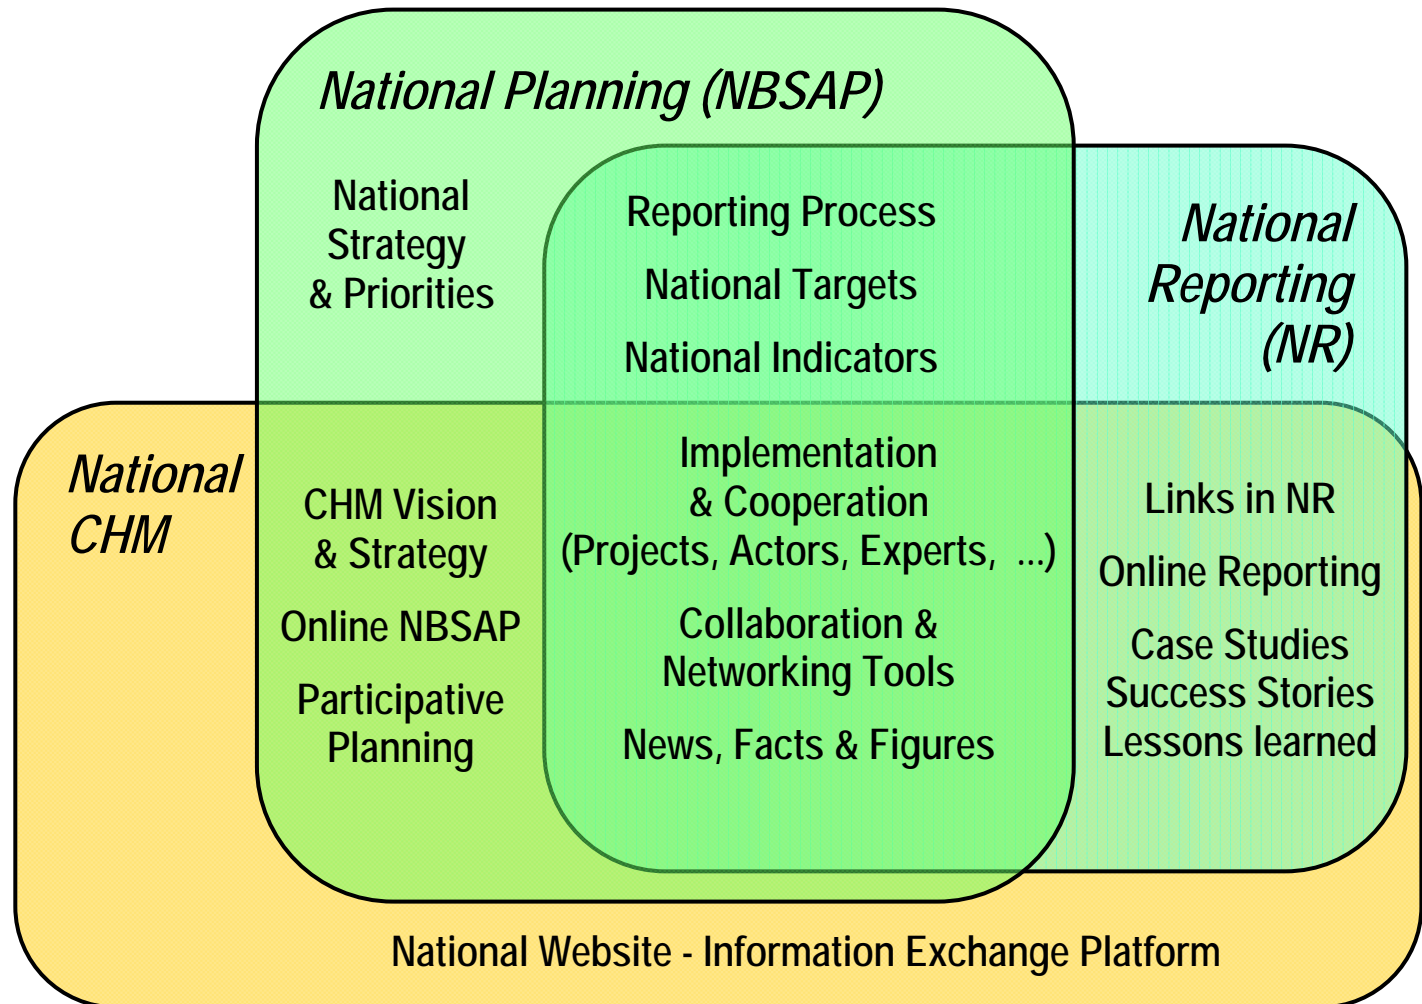 National Planning (NBSAP)
National
Strategy
& Priorities
Reporting Process
National Targets
National Indicators
National
Reporting
(NR)
National
CHM
CHM Vision
& Strategy
Online NBSAP
Participative
Planning
Implementation
& Cooperation
(Projects, Actors, Experts, ...)
Collaboration &
Networking Tools
News, Facts & Figures
Links in NR
Online Reporting
Case Studies
Success Stories
Lessons learned
National Website - Information Exchange Platform